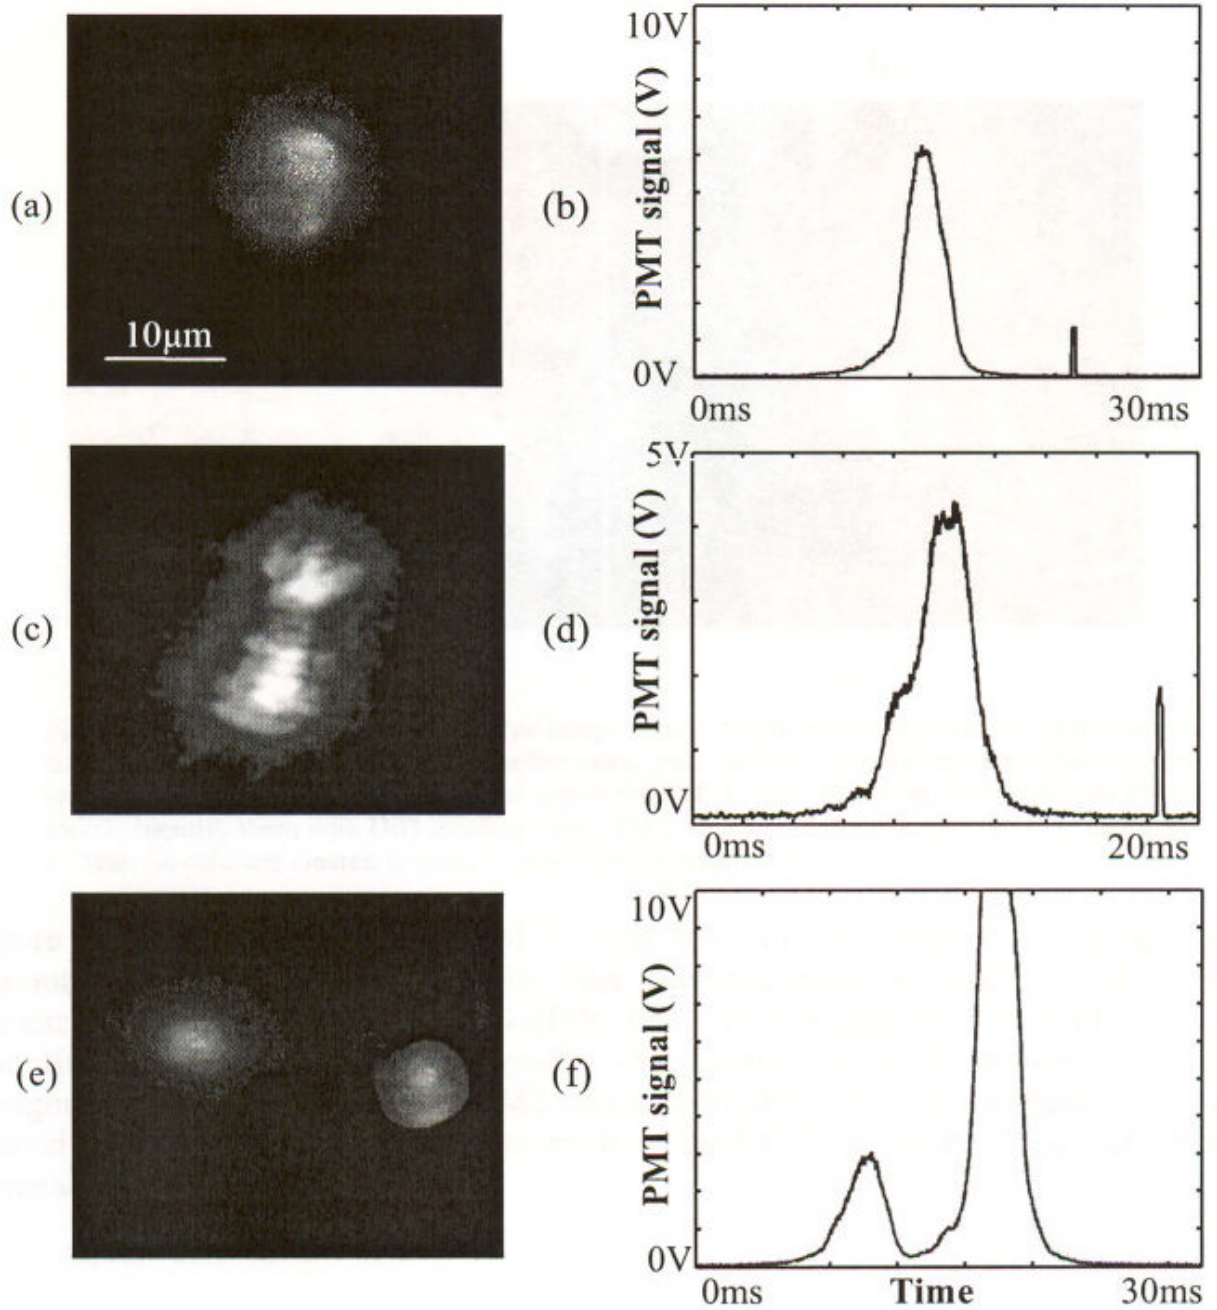 (a)
10µm
(b)
PMT signal (V)
10V
0V
0ms 30ms
(c)
(d)
PMT signal (V)
5V
0V
0ms 20ms
(e)
(f)
PMT signal (V)
10V
0V
0ms Time 30ms